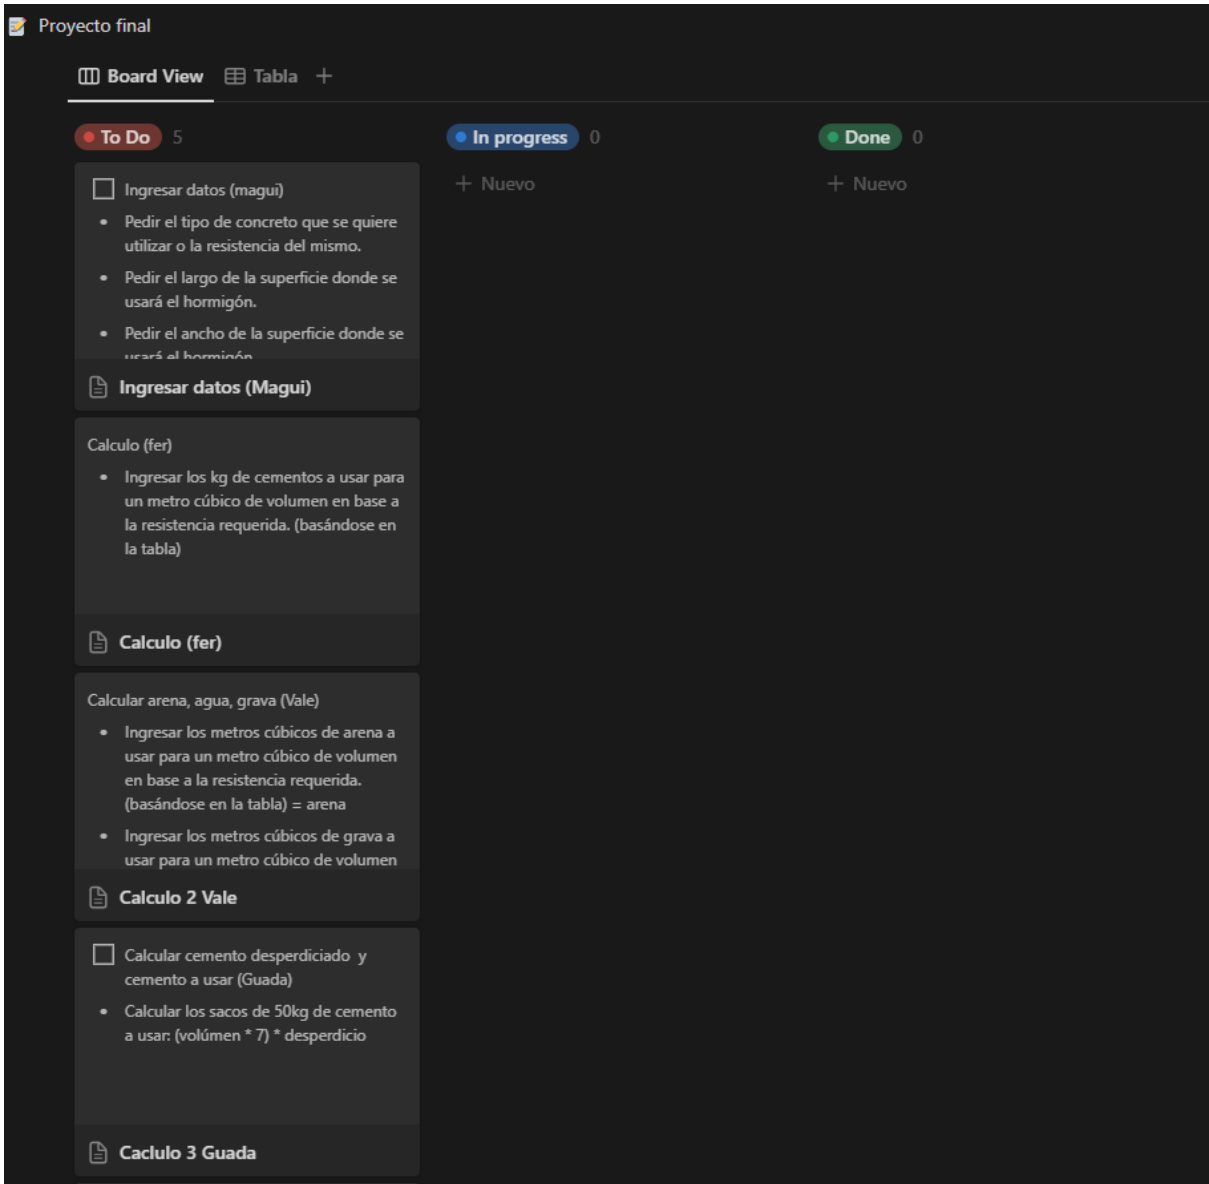 Proyecto final
Board View
Tabla
To Do 5
In progress 0
Done 0
Nuevo
Nuevo
Ingresar datos (magui)
• Pedir el tipo de concreto que se quiere
utilizar o la resistencia del mismo.
• Pedir el largo de la superficie donde se
usará el hormigón.
• Pedir el ancho de la superficie donde se
usará el hormigón
Ingresar datos (Magui)
Calculo (fer)
• Ingresar los kg de cementos a usar para
un metro cúbico de volumen en base a
la resistencia requerida. (basándose en
la tabla)
Calculo (fer)
Calcular arena, agua, grava (Vale)
• Ingresar los metros cúbicos de arena a
usar para un metro cúbico de volumen
en base a la resistencia requerida.
(basándose en la tabla) = arena
• Ingresar los metros cúbicos de grava a
usar para un metro cúbico de volumen
Calculo 2 Vale
Calcular cemento desperdiciado y
cemento a usar (Guada)
• Calcular los sacos de 50kg de cemento
a usar: (volúmen * 7) * desperdicio
Caclulo 3 Guada